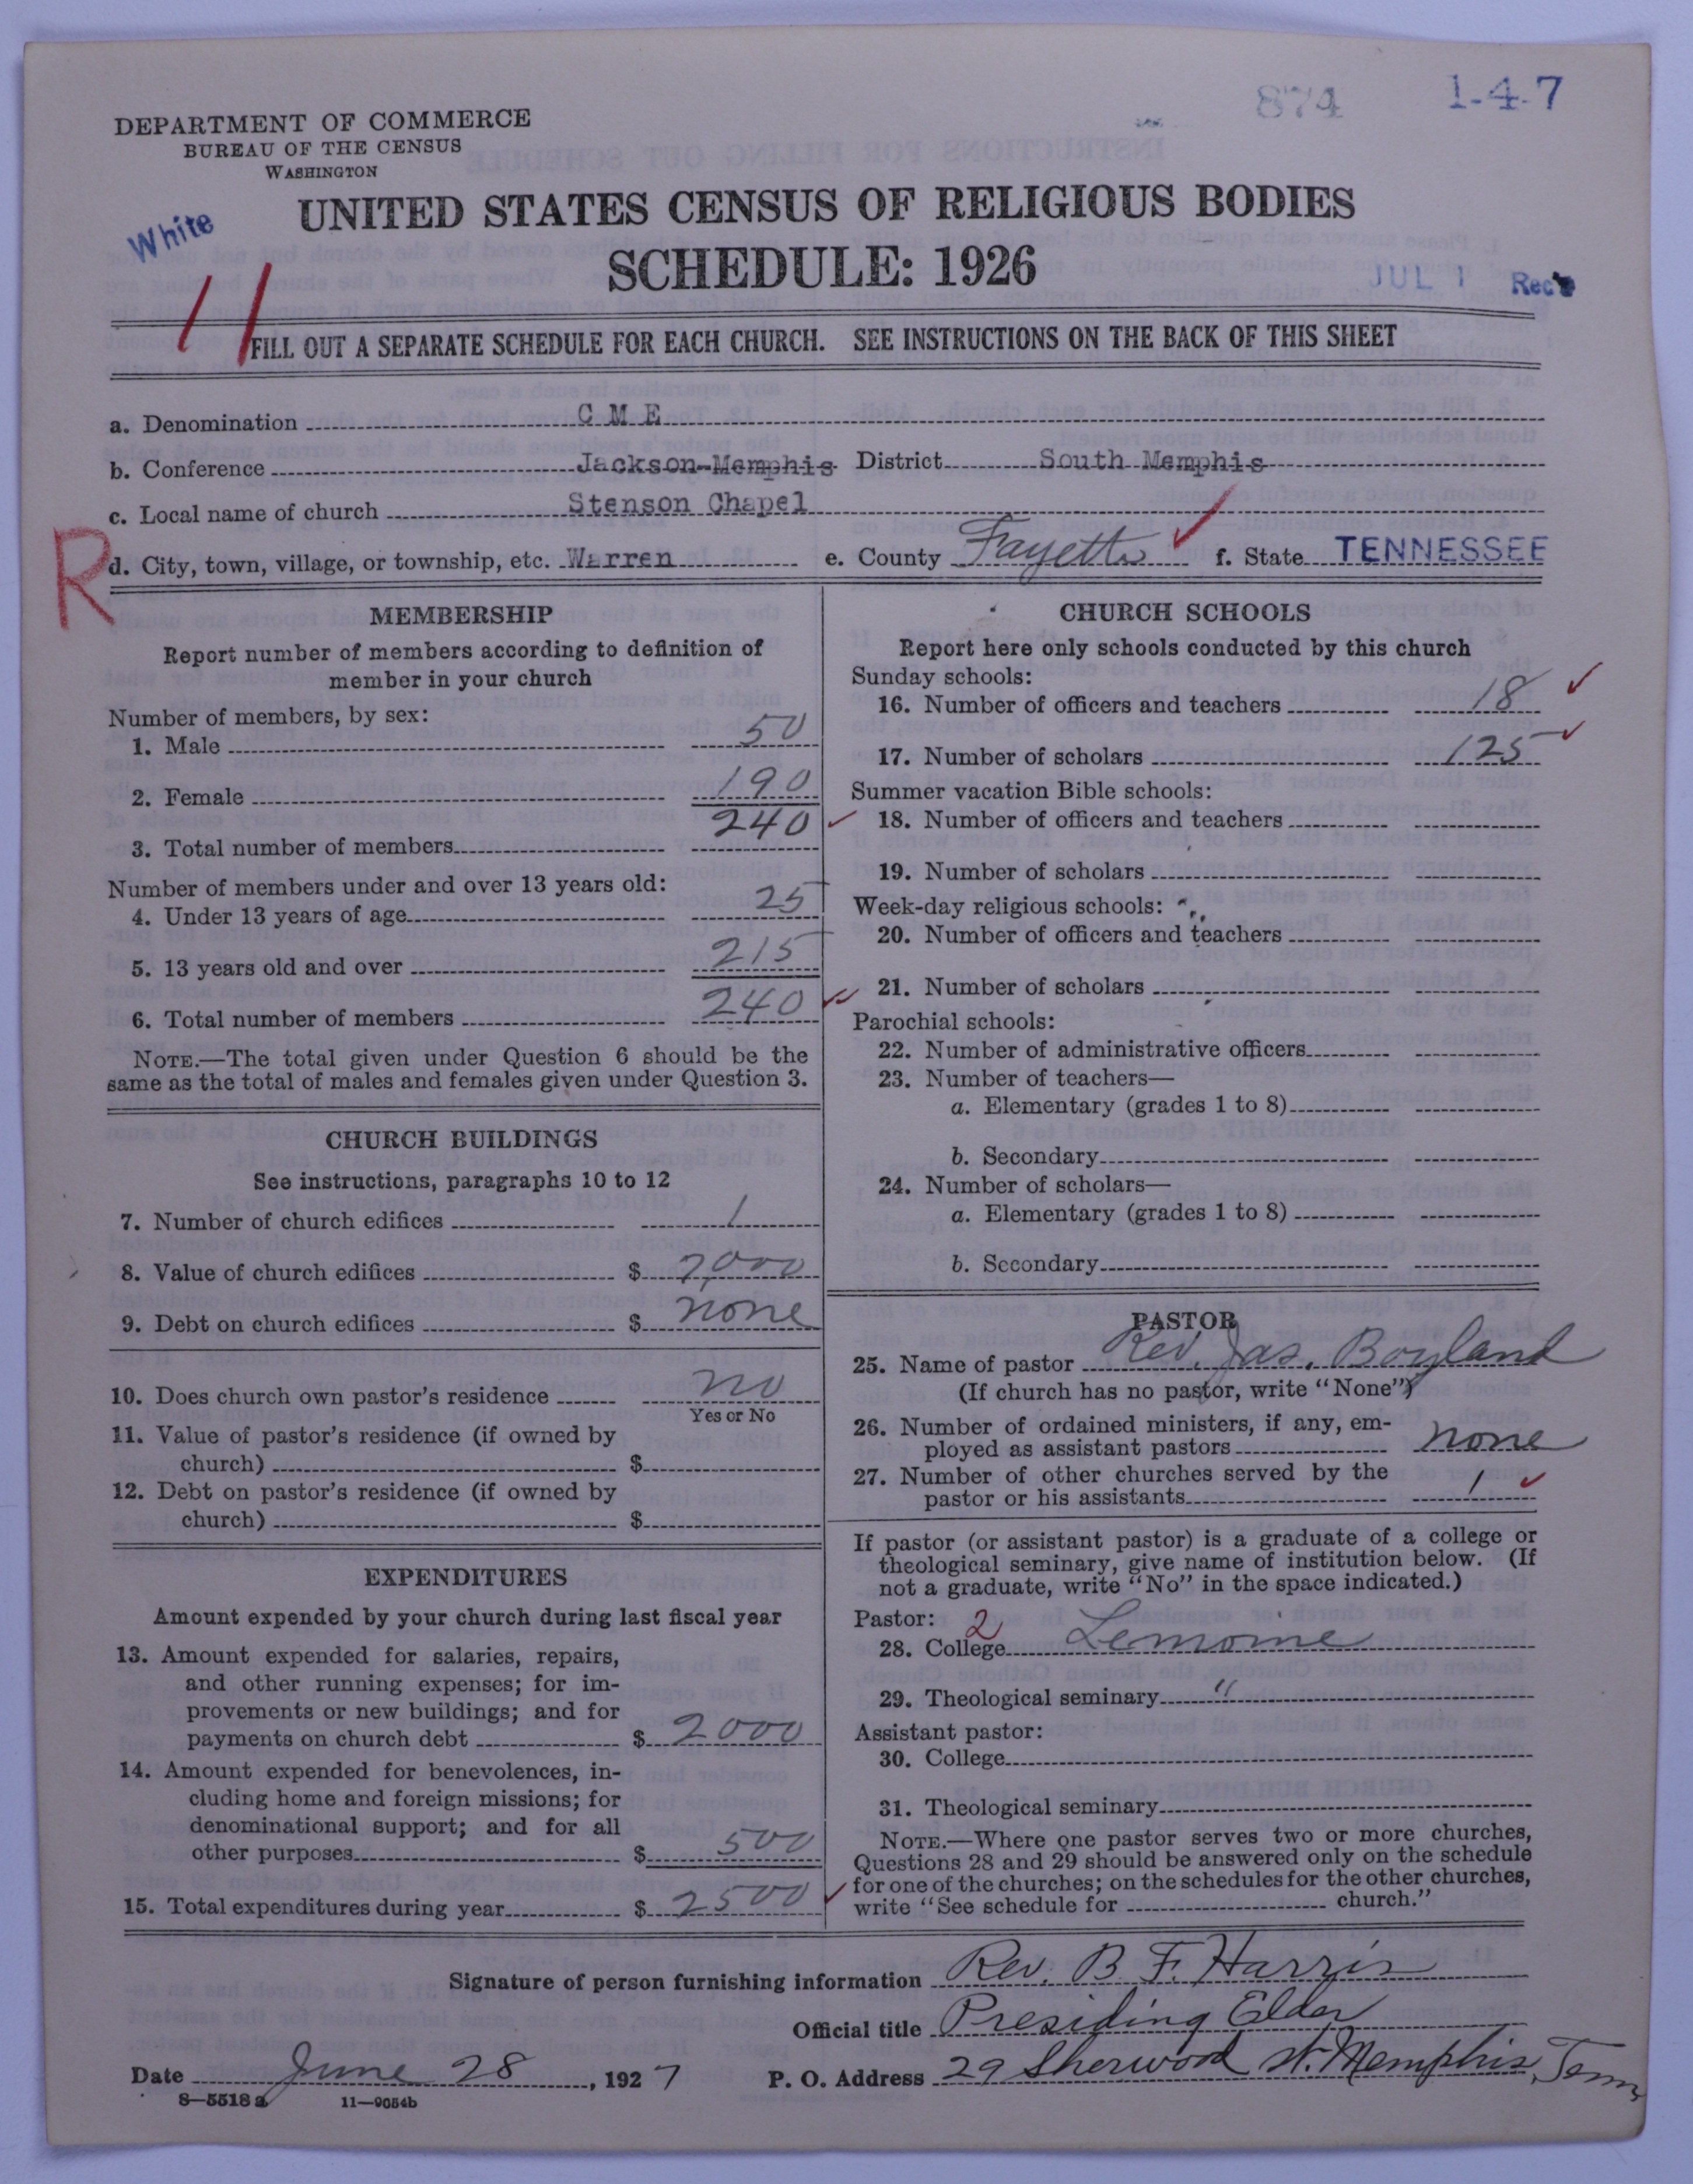 874 1-4-7
DEPARTMENT OF COMMERCE
BUREAU OF THE CENSUS
WASHINGTON
White
UNITED STATES CENSUS OF RELIGIOUS BODIES
SCHEDULE: 1926
JUL 1 Rec'd
11
FILL OUT A SEPARATE SCHEDULE FOR EACH CHURCH. SEE INSTRUCTIONS ON THE BACK OF THIS SHEET
a. Denomination C M E
b. Conference Jackson-Memphis District South Memphis
c. Local name of church Stenson Chapel
R
d. City, town, village, or township, etc. Warren e. County Fayette ✓ f. State TENNESSEE
MEMBERSHIP
Report number of members according to definition of
member in your church
Number of members, by sex:
1. Male 50
2. Female 190
3. Total number of members 240 ✓
Number of members under and over 13 years old:
4. Under 13 years of age 25
5. 13 years old and over 215
6. Total number of members 240 ✓
NOTE.—The total given under Question 6 should be the
same as the total of males and females given under Question 3.
CHURCH BUILDINGS
See instructions, paragraphs 10 to 12
7. Number of church edifices 1
8. Value of church edifices $ 7,000
9. Debt on church edifices $ none
10. Does church own pastor's residence no
Yes or No
11. Value of pastor's residence (if owned by
church) $
12. Debt on pastor's residence (if owned by
church) $
EXPENDITURES
Amount expended by your church during last fiscal year
13. Amount expended for salaries, repairs,
and other running expenses; for im-
provements or new buildings; and for
payments on church debt $ 2000
14. Amount expended for benevolences, in-
cluding home and foreign missions; for
denominational support; and for all
other purposes $ 500
15. Total expenditures during year $ 2500 ✓
CHURCH SCHOOLS
Report here only schools conducted by this church
Sunday schools:
16. Number of officers and teachers 18 ✓
17. Number of scholars 125 ✓
Summer vacation Bible schools:
18. Number of officers and teachers
19. Number of scholars
Week-day religious schools:
20. Number of officers and teachers
21. Number of scholars
Parochial schools:
22. Number of administrative officers
23. Number of teachers—
a. Elementary (grades 1 to 8)
b. Secondary
24. Number of scholars—
a. Elementary (grades 1 to 8)
b. Secondary
PASTOR
25. Name of pastor Rev. Jas. Boyland
(If church has no pastor, write "None")
26. Number of ordained ministers, if any, em-
ployed as assistant pastors none
27. Number of other churches served by the
pastor or his assistants 1 ✓
If pastor (or assistant pastor) is a graduate of a college or
theological seminary, give name of institution below. (If
not a graduate, write "No" in the space indicated.)
Pastor: 2
28. College Lemoine
29. Theological seminary "
Assistant pastor:
30. College
31. Theological seminary
NOTE.—Where one pastor serves two or more churches,
Questions 28 and 29 should be answered only on the schedule
for one of the churches; on the schedules for the other churches,
write "See schedule for church."
Signature of person furnishing information Rev. B. F. Harris
Official title Presiding Elder
Date June 28, 1927 P. O. Address 29 Sherwood st. Memphis, Tenn
8—5518 a 11—9054b